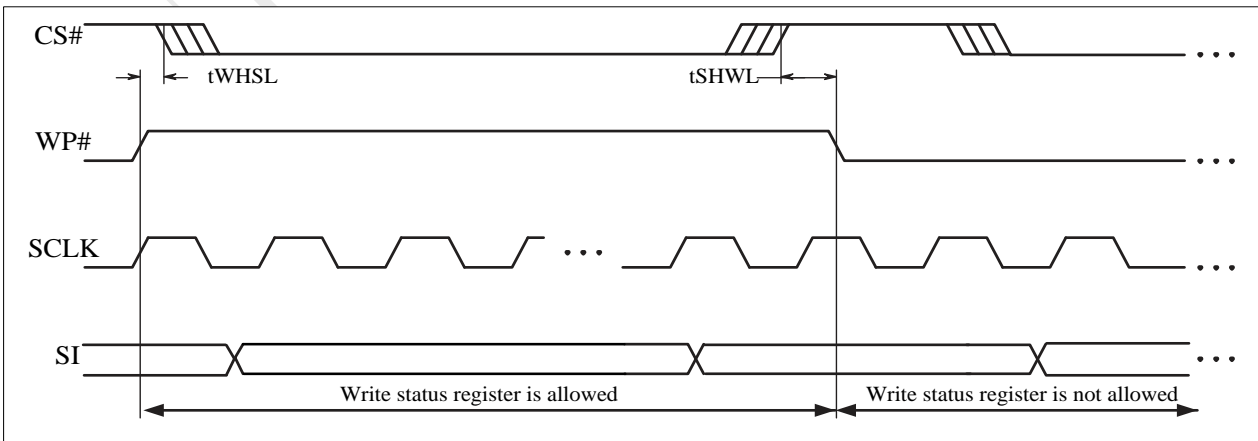 CS#
tWHSL
tSHWL
WP#
SCLK
SI
Write status register is allowed
Write status register is not allowed